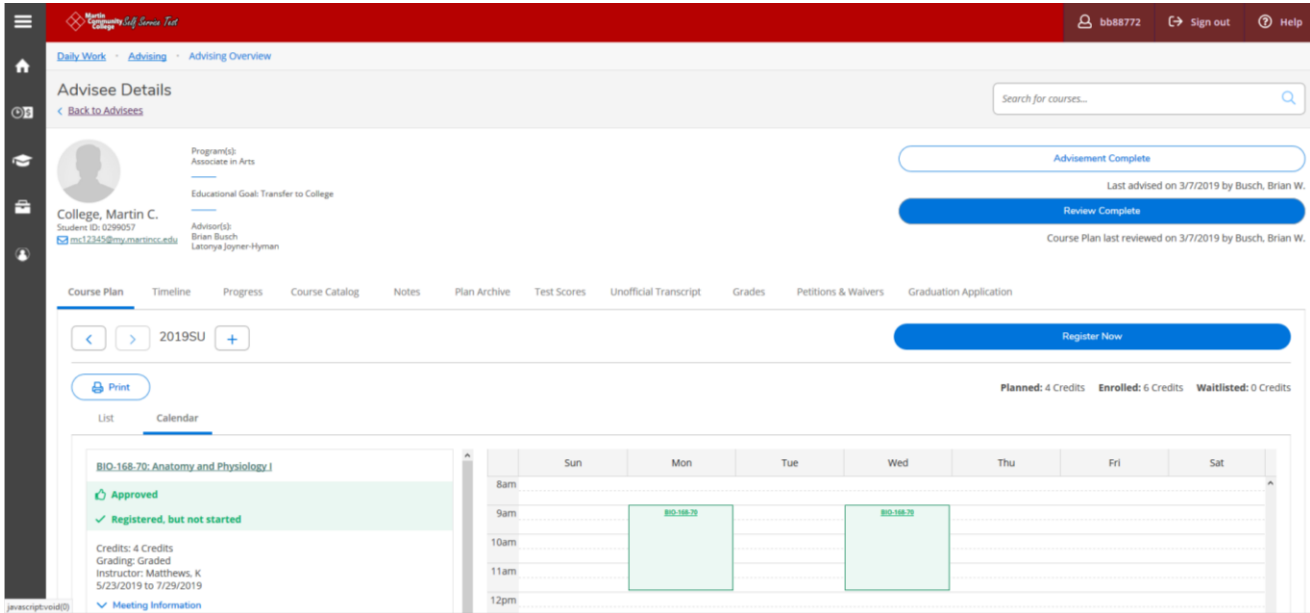 Martin Community College Self Service Test
bb88772
Sign out
Help
Daily Work · Advising · Advising Overview
Advisee Details
< Back to Advisees
Search for courses...
Program(s):
Associate in Arts
Educational Goal: Transfer to College
Advisor(s):
Brian Busch
Latonya Joyner-Hyman
College, Martin C.
Student ID: 0299057
mc12345@my.martincc.edu
Advisement Complete
Last advised on 3/7/2019 by Busch, Brian W.
Review Complete
Course Plan last reviewed on 3/7/2019 by Busch, Brian W.
Course Plan Timeline Progress Course Catalog Notes Plan Archive Test Scores Unofficial Transcript Grades Petitions & Waivers Graduation Application
< > 2019SU +
Register Now
Print
Planned: 4 Credits Enrolled: 6 Credits Waitlisted: 0 Credits
List Calendar
BIO-168-70: Anatomy and Physiology I
Approved
Registered, but not started
Credits: 4 Credits
Grading: Graded
Instructor: Matthews, K
5/23/2019 to 7/29/2019
Meeting Information
Sun Mon Tue Wed Thu Fri Sat
8am
9am BIO-168-70 BIO-168-70
10am
11am
12pm
javascript:void(0)